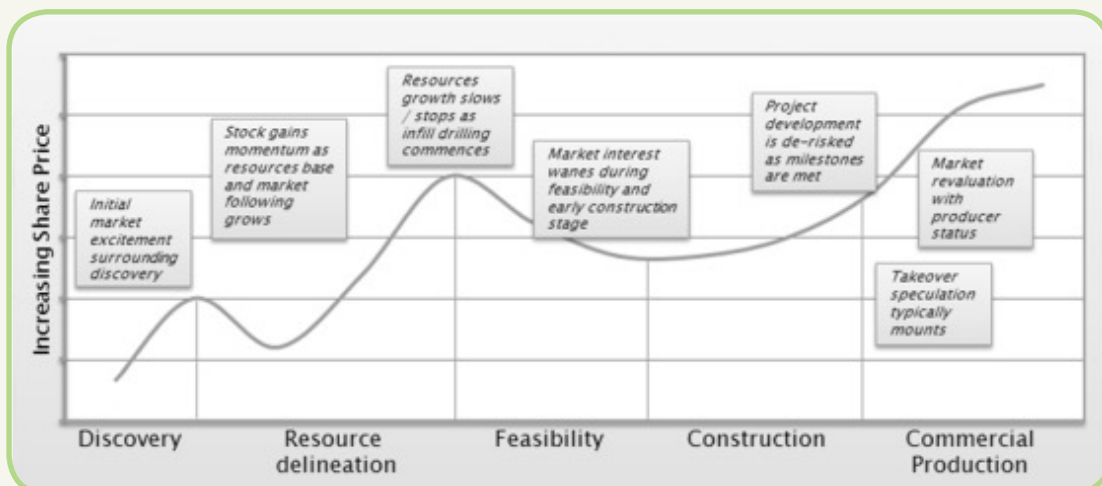 Increasing Share Price
Initial
market
excitement
surrounding
discovery
Stock gains
momentum as
resources base
and market
following
grows
Resources
growth slows
/ stops as
infill drilling
commences
Market interest
wanes during
feasibility and
early construction
stage
Project
development
is de-risked
as milestones
are met
Market
revaluation
with
producer
status
Takeover
speculation
typically
mounts
Discovery
Resource
delineation
Feasibility
Construction
Commercial
Production